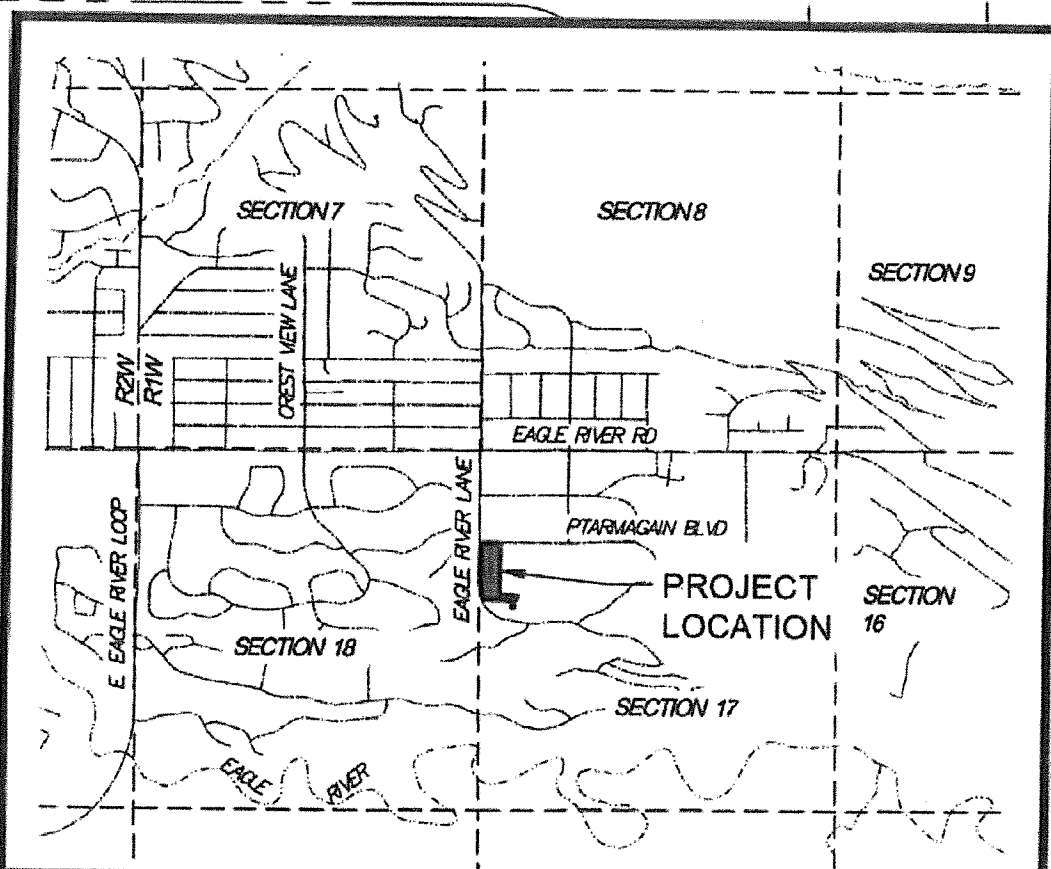 SECTION 7
SECTION 8
SECTION 9
CREST VIEW LANE
R2W
R1W
EAGLE RIVER RD
E EAGLE RIVER LOOP
EAGLE RIVER LANE
PTARMAGAIN BLVD
PROJECT
LOCATION
SECTION
16
SECTION 18
SECTION 17
EAGLE RIVER